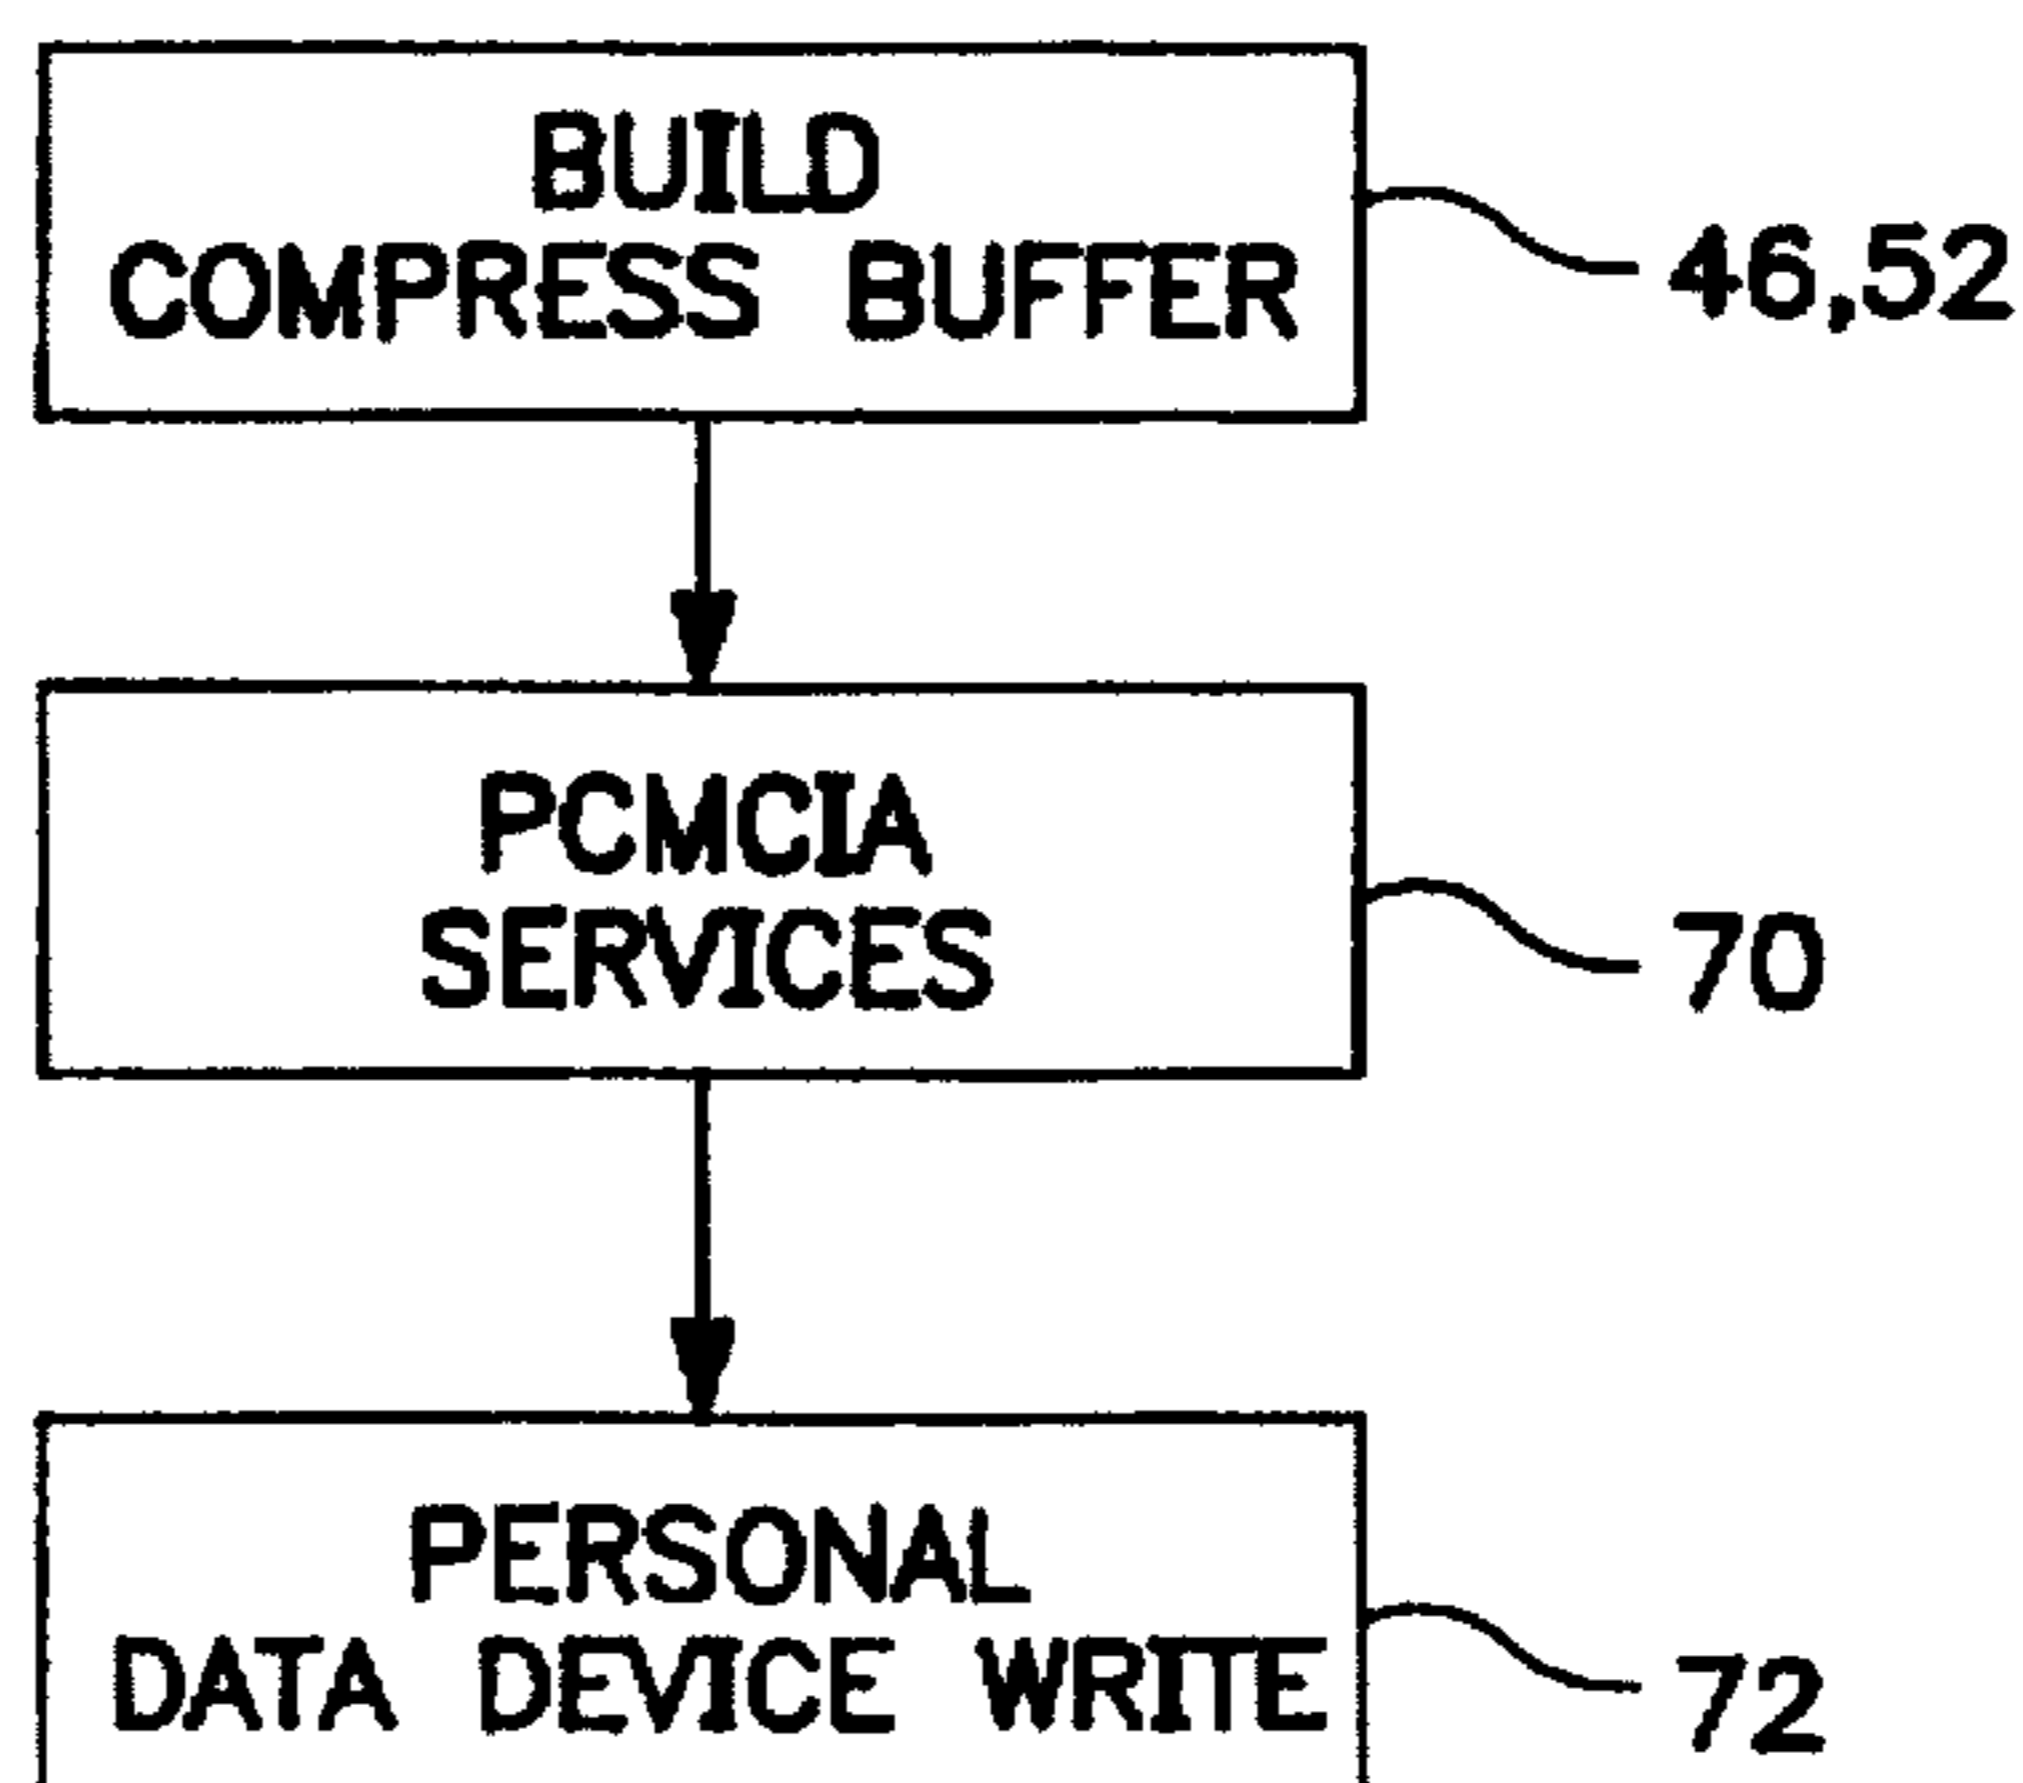 BUILD
COMPRESS BUFFER
46,52
PCMCIA
SERVICES
70
PERSONAL
DATA DEVICE WRITE
72